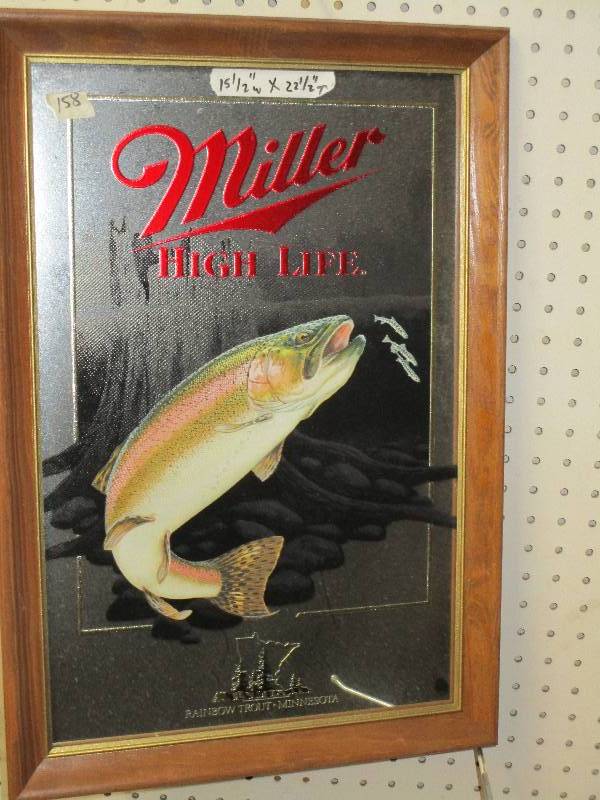 15 1/2" W X 22 1/2" T
158
Miller
HIGH LIFE.
RAINBOW TROUT • MINNESOTA